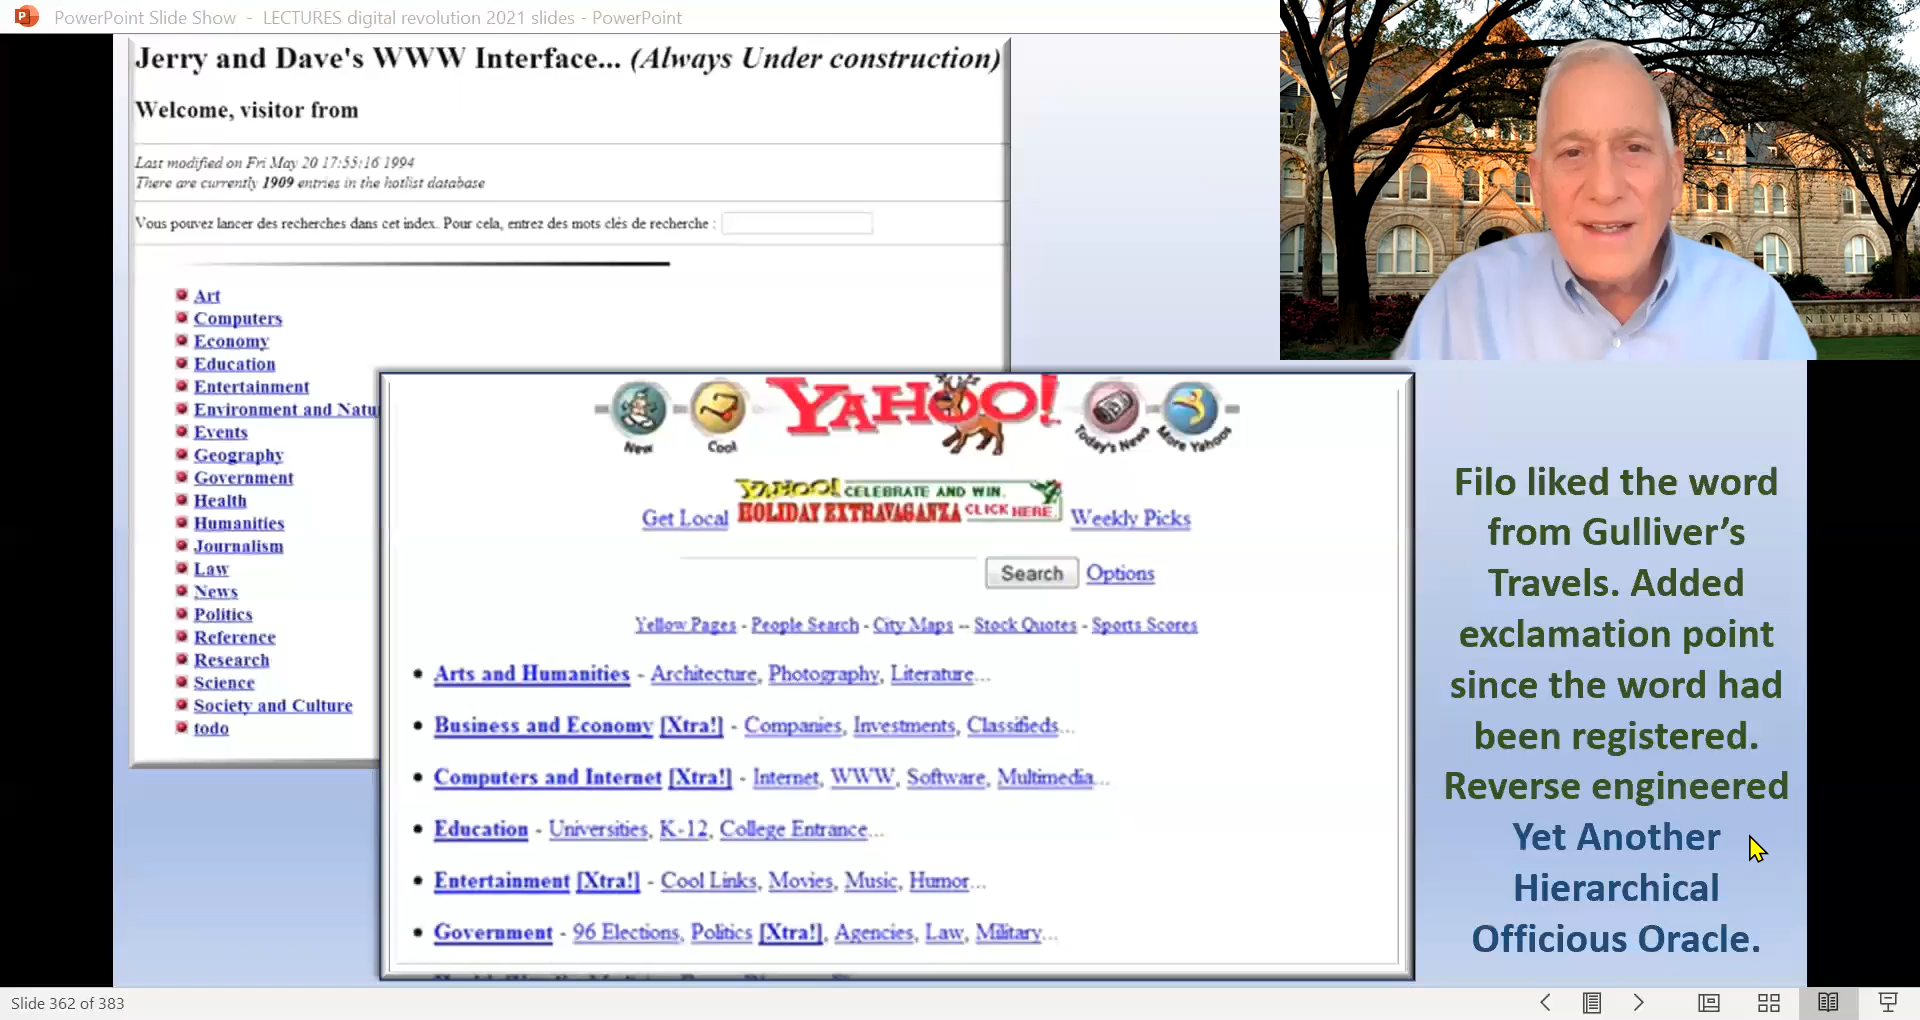 PowerPoint Slide Show - LECTURES digital revolution 2021 slides - PowerPoint
Jerry and Dave's WWW Interface... (Always Under construction)
Welcome, visitor from
Last modified on Fri May 20 17:55:16 1994
There are currently 1909 entries in the hotlist database
Vous pouvez lancer des recherches dans cet index. Pour cela, entrez des mots clés de recherche :
Art
Computers
Economy
Education
Entertainment
Environment and Natu
Events
Geography
Government
Health
Humanities
Journalism
Law
News
Politics
Reference
Research
Science
Society and Culture
todo
New
Cool
YAHOO!
Today's News
More Yahoos
Get Local
YAHOO! CELEBRATE AND WIN.
HOLIDAY EXTRAVAGANZA CLICK HERE.
Weekly Picks
Search Options
Yellow Pages - People Search - City Maps -- Stock Quotes - Sports Scores
Arts and Humanities - Architecture, Photography, Literature...
Business and Economy [Xtra!] - Companies, Investments, Classifieds...
Computers and Internet [Xtra!] - Internet, WWW, Software, Multimedia...
Education - Universities, K-12, College Entrance...
Entertainment [Xtra!] - Cool Links, Movies, Music, Humor...
Government - 96 Elections, Politics [Xtra!], Agencies, Law, Military...
Filo liked the word
from Gulliver's
Travels. Added
exclamation point
since the word had
been registered.
Reverse engineered
Yet Another
Hierarchical
Officious Oracle.
Slide 362 of 383